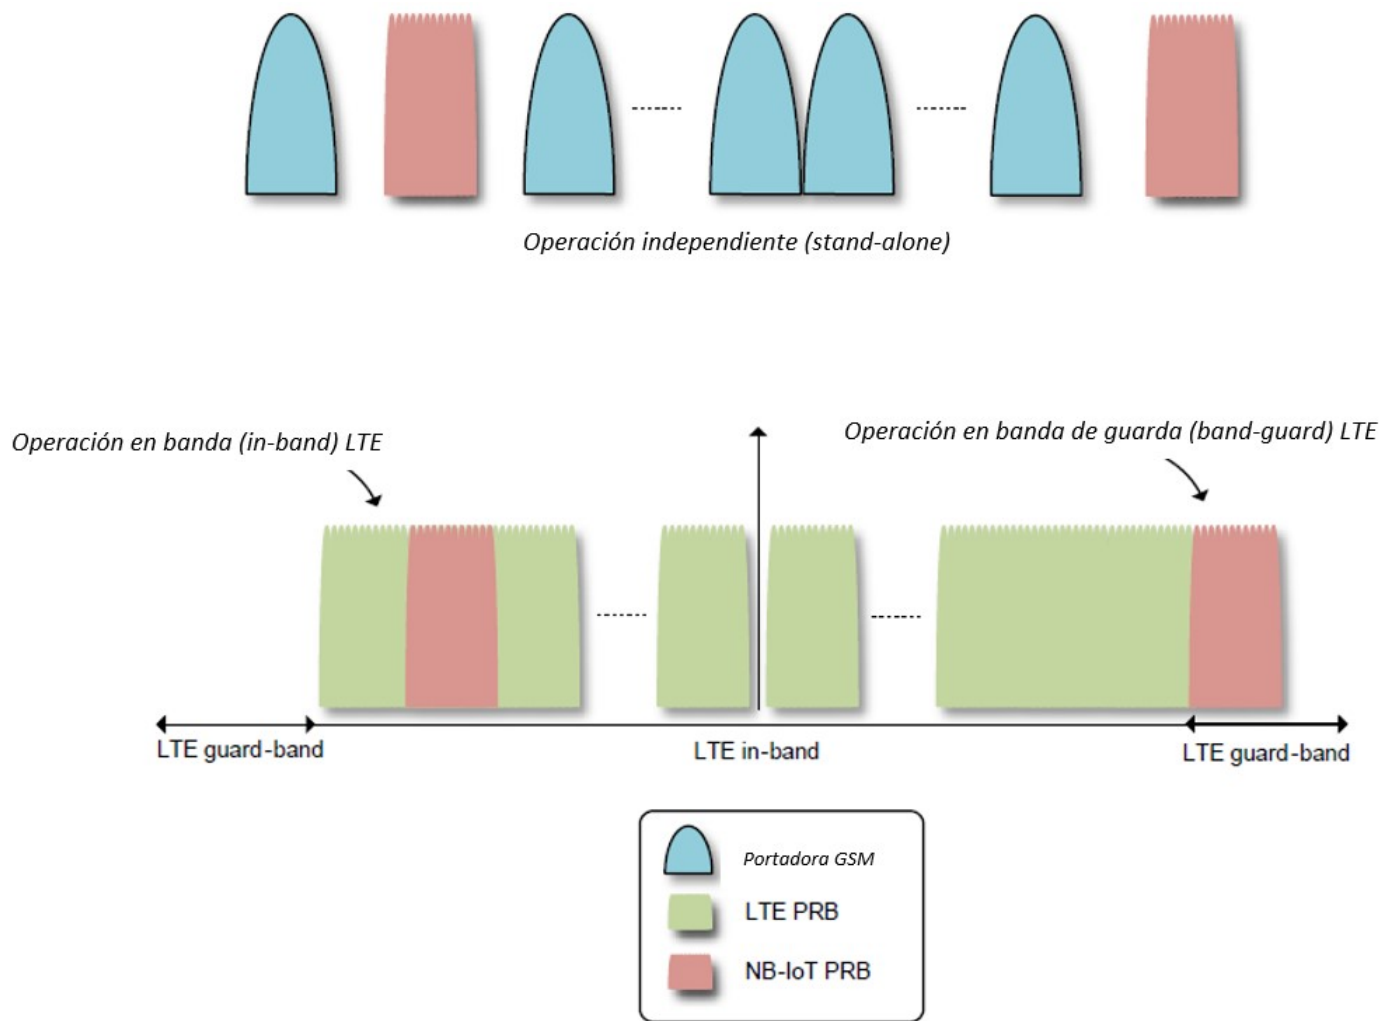 Operación independiente (stand-alone)
Operación en banda (in-band) LTE
Operación en banda de guarda (band-guard) LTE
LTE guard-band
LTE in-band
LTE guard-band
Portadora GSM
LTE PRB
NB-IoT PRB